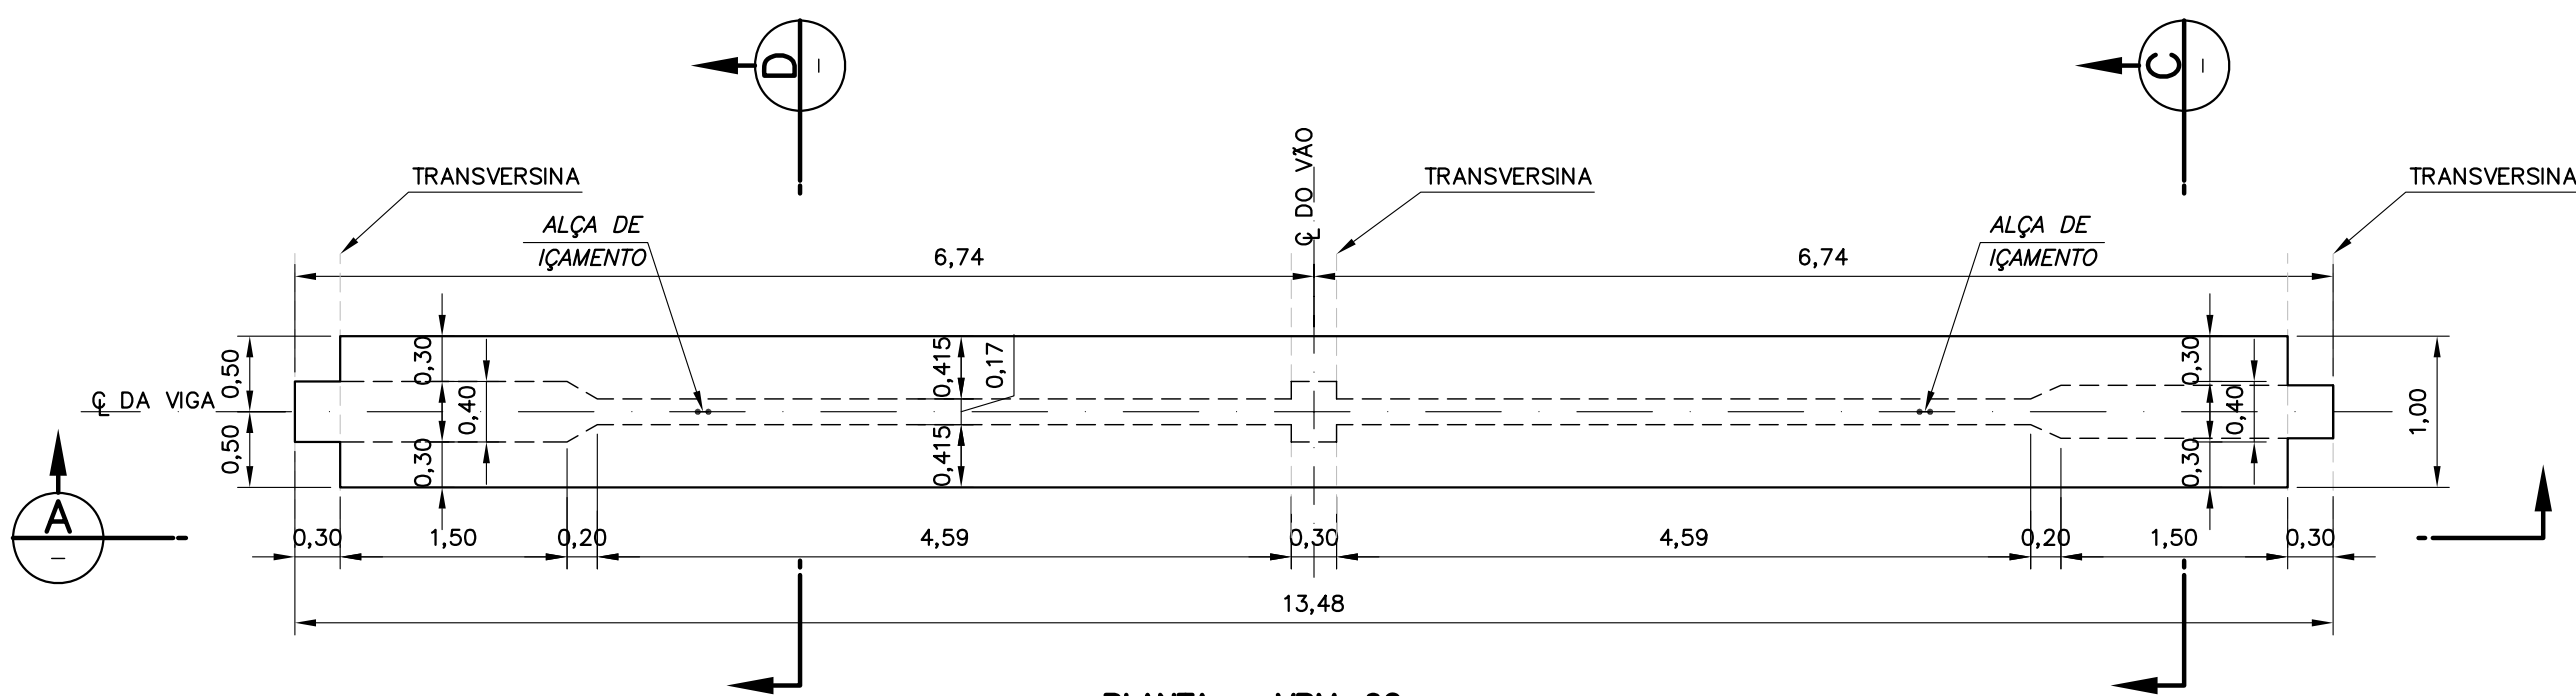 D
-
C
-
TRANSVERSINA
℄ DO VÃO
TRANSVERSINA
TRANSVERSINA
ALÇA DE
IÇAMENTO
ALÇA DE
IÇAMENTO
6,74
6,74
0,50
0,50
℄ DA VIGA
0,30
0,40
0,30
0,415
0,17
0,415
0,30
0,40
0,30
1,00
A
-
0,30
1,50
0,20
4,59
0,30
4,59
0,20
1,50
0,30
13,48